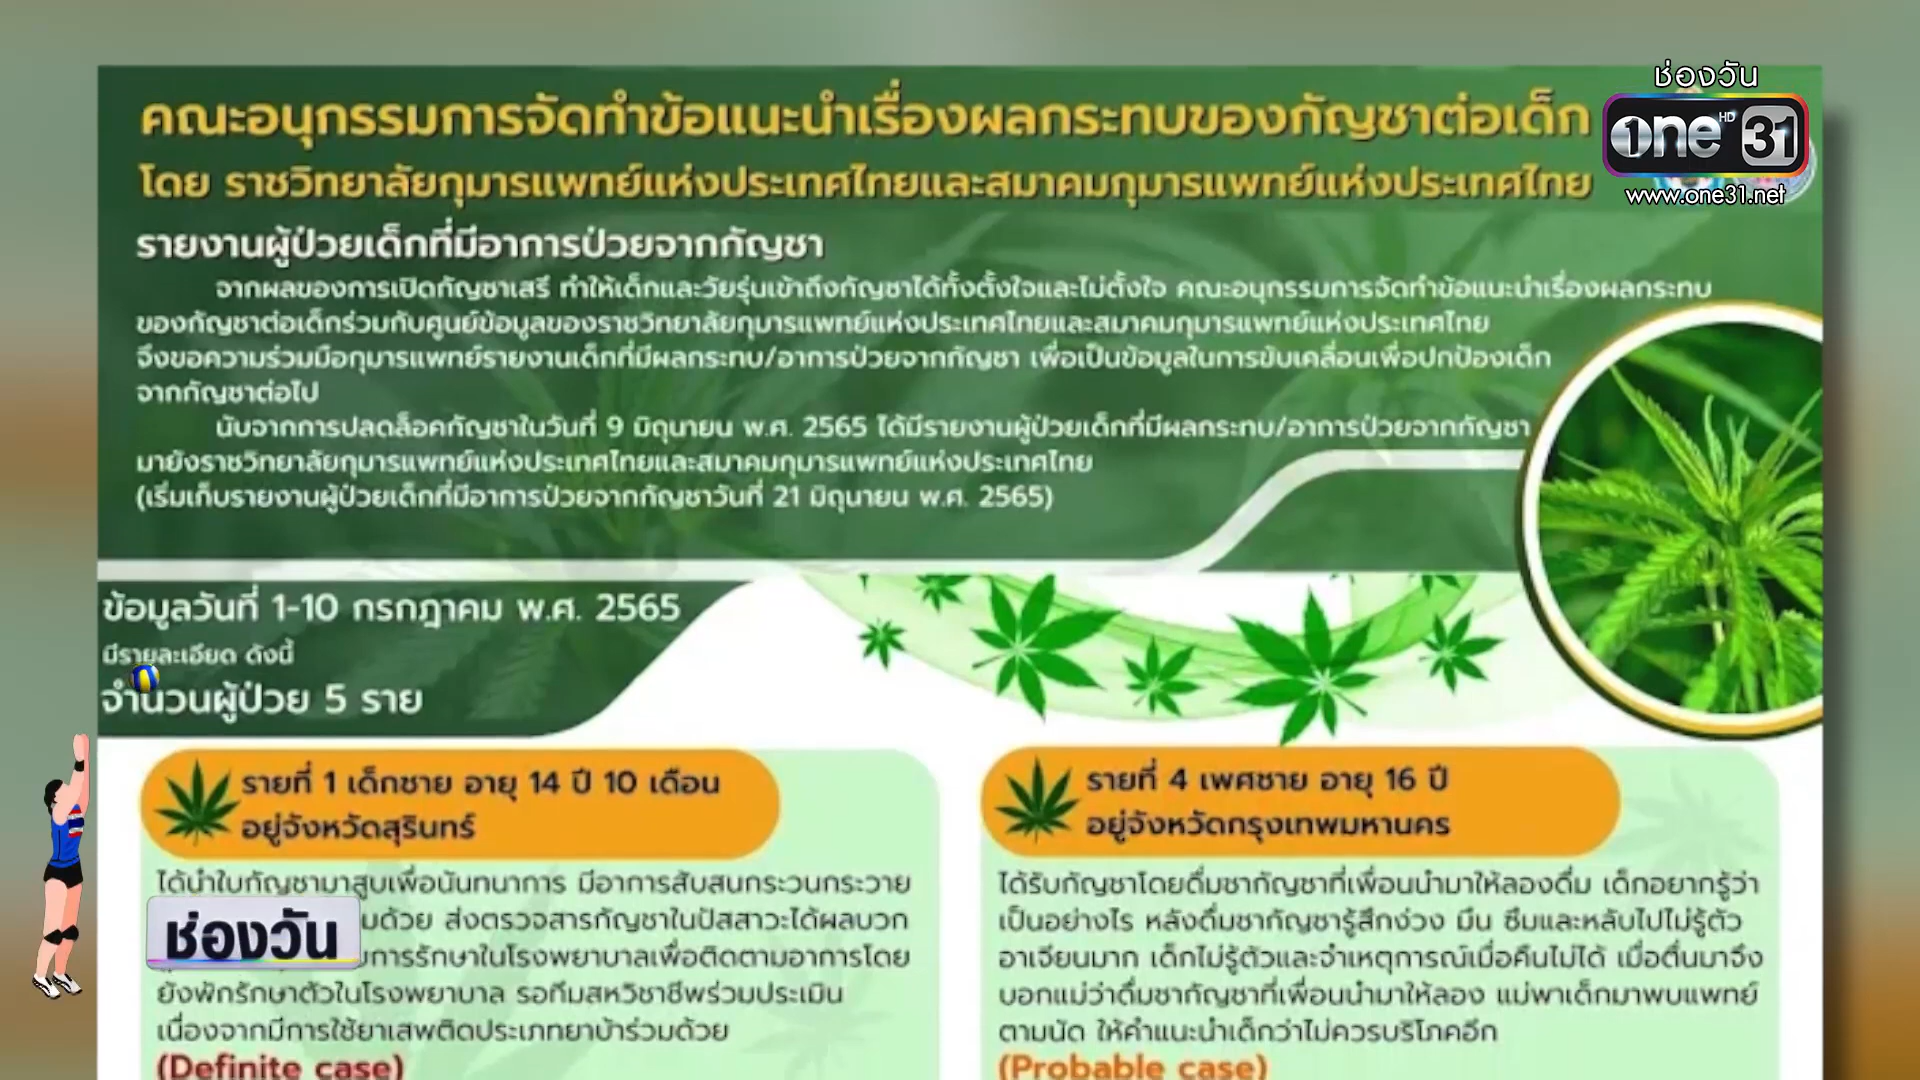 ช่องวัน
one HD 31
www.one31.net
คณะอนุกรรมการจัดทำข้อแนะนำเรื่องผลกระทบของกัญชาต่อเด็ก
โดย ราชวิทยาลัยกุมารแพทย์แห่งประเทศไทยและสมาคมกุมารแพทย์แห่งประเทศไทย
รายงานผู้ป่วยเด็กที่มีอาการป่วยจากกัญชา
จากผลของการเปิดกัญชาเสรี ทำให้เด็กและวัยรุ่นเข้าถึงกัญชาได้ทั้งตั้งใจและไม่ตั้งใจ คณะอนุกรรมการจัดทำข้อแนะนำเรื่องผลกระทบ
ของกัญชาต่อเด็กร่วมกับศูนย์ข้อมูลของราชวิทยาลัยกุมารแพทย์แห่งประเทศไทยและสมาคมกุมารแพทย์แห่งประเทศไทย
จึงขอความร่วมมือกุมารแพทย์รายงานเด็กที่มีผลกระทบ/อาการป่วยจากกัญชา เพื่อเป็นข้อมูลในการขับเคลื่อนเพื่อปกป้องเด็ก
จากกัญชาต่อไป
นับจากการปลดล็อคกัญชาในวันที่ 9 มิถุนายน พ.ศ. 2565 ได้มีรายงานผู้ป่วยเด็กที่มีผลกระทบ/อาการป่วยจากกัญชา
มายังราชวิทยาลัยกุมารแพทย์แห่งประเทศไทยและสมาคมกุมารแพทย์แห่งประเทศไทย
(เริ่มเก็บรายงานผู้ป่วยเด็กที่มีอาการป่วยจากกัญชาวันที่ 21 มิถุนายน พ.ศ. 2565)
ข้อมูลวันที่ 1-10 กรกฎาคม พ.ศ. 2565
มีรายละเอียด ดังนี้
จำนวนผู้ป่วย 5 ราย
รายที่ 1 เด็กชาย อายุ 14 ปี 10 เดือน
อยู่จังหวัดสุรินทร์
ได้นำใบกัญชามาสูบเพื่อนันทนาการ มีอาการสับสนกระวนกระวาย
มด้วย ส่งตรวจสารกัญชาในปัสสาวะได้ผลบวก
การรักษาในโรงพยาบาลเพื่อติดตามอาการโดย
ยังพักรักษาตัวในโรงพยาบาล รอทีมสหวิชาชีพร่วมประเมิน
เนื่องจากมีการใช้ยาเสพติดประเภทยาบ้าร่วมด้วย
(Definite case)
ช่องวัน
รายที่ 4 เพศชาย อายุ 16 ปี
อยู่จังหวัดกรุงเทพมหานคร
ได้รับกัญชาโดยดื่มชากัญชาที่เพื่อนนำมาให้ลองดื่ม เด็กอยากรู้ว่า
เป็นอย่างไร หลังดื่มชากัญชารู้สึกง่วง มึน ซึมและหลับไปไม่รู้ตัว
อาเจียนมาก เด็กไม่รู้ตัวและจำเหตุการณ์เมื่อคืนไม่ได้ เมื่อตื่นมาจึง
บอกแม่ว่าดื่มชากัญชาที่เพื่อนนำมาให้ลอง แม่พาเด็กมาพบแพทย์
ตามนัด ให้คำแนะนำเด็กว่าไม่ควรบริโภคอีก
(Probable case)